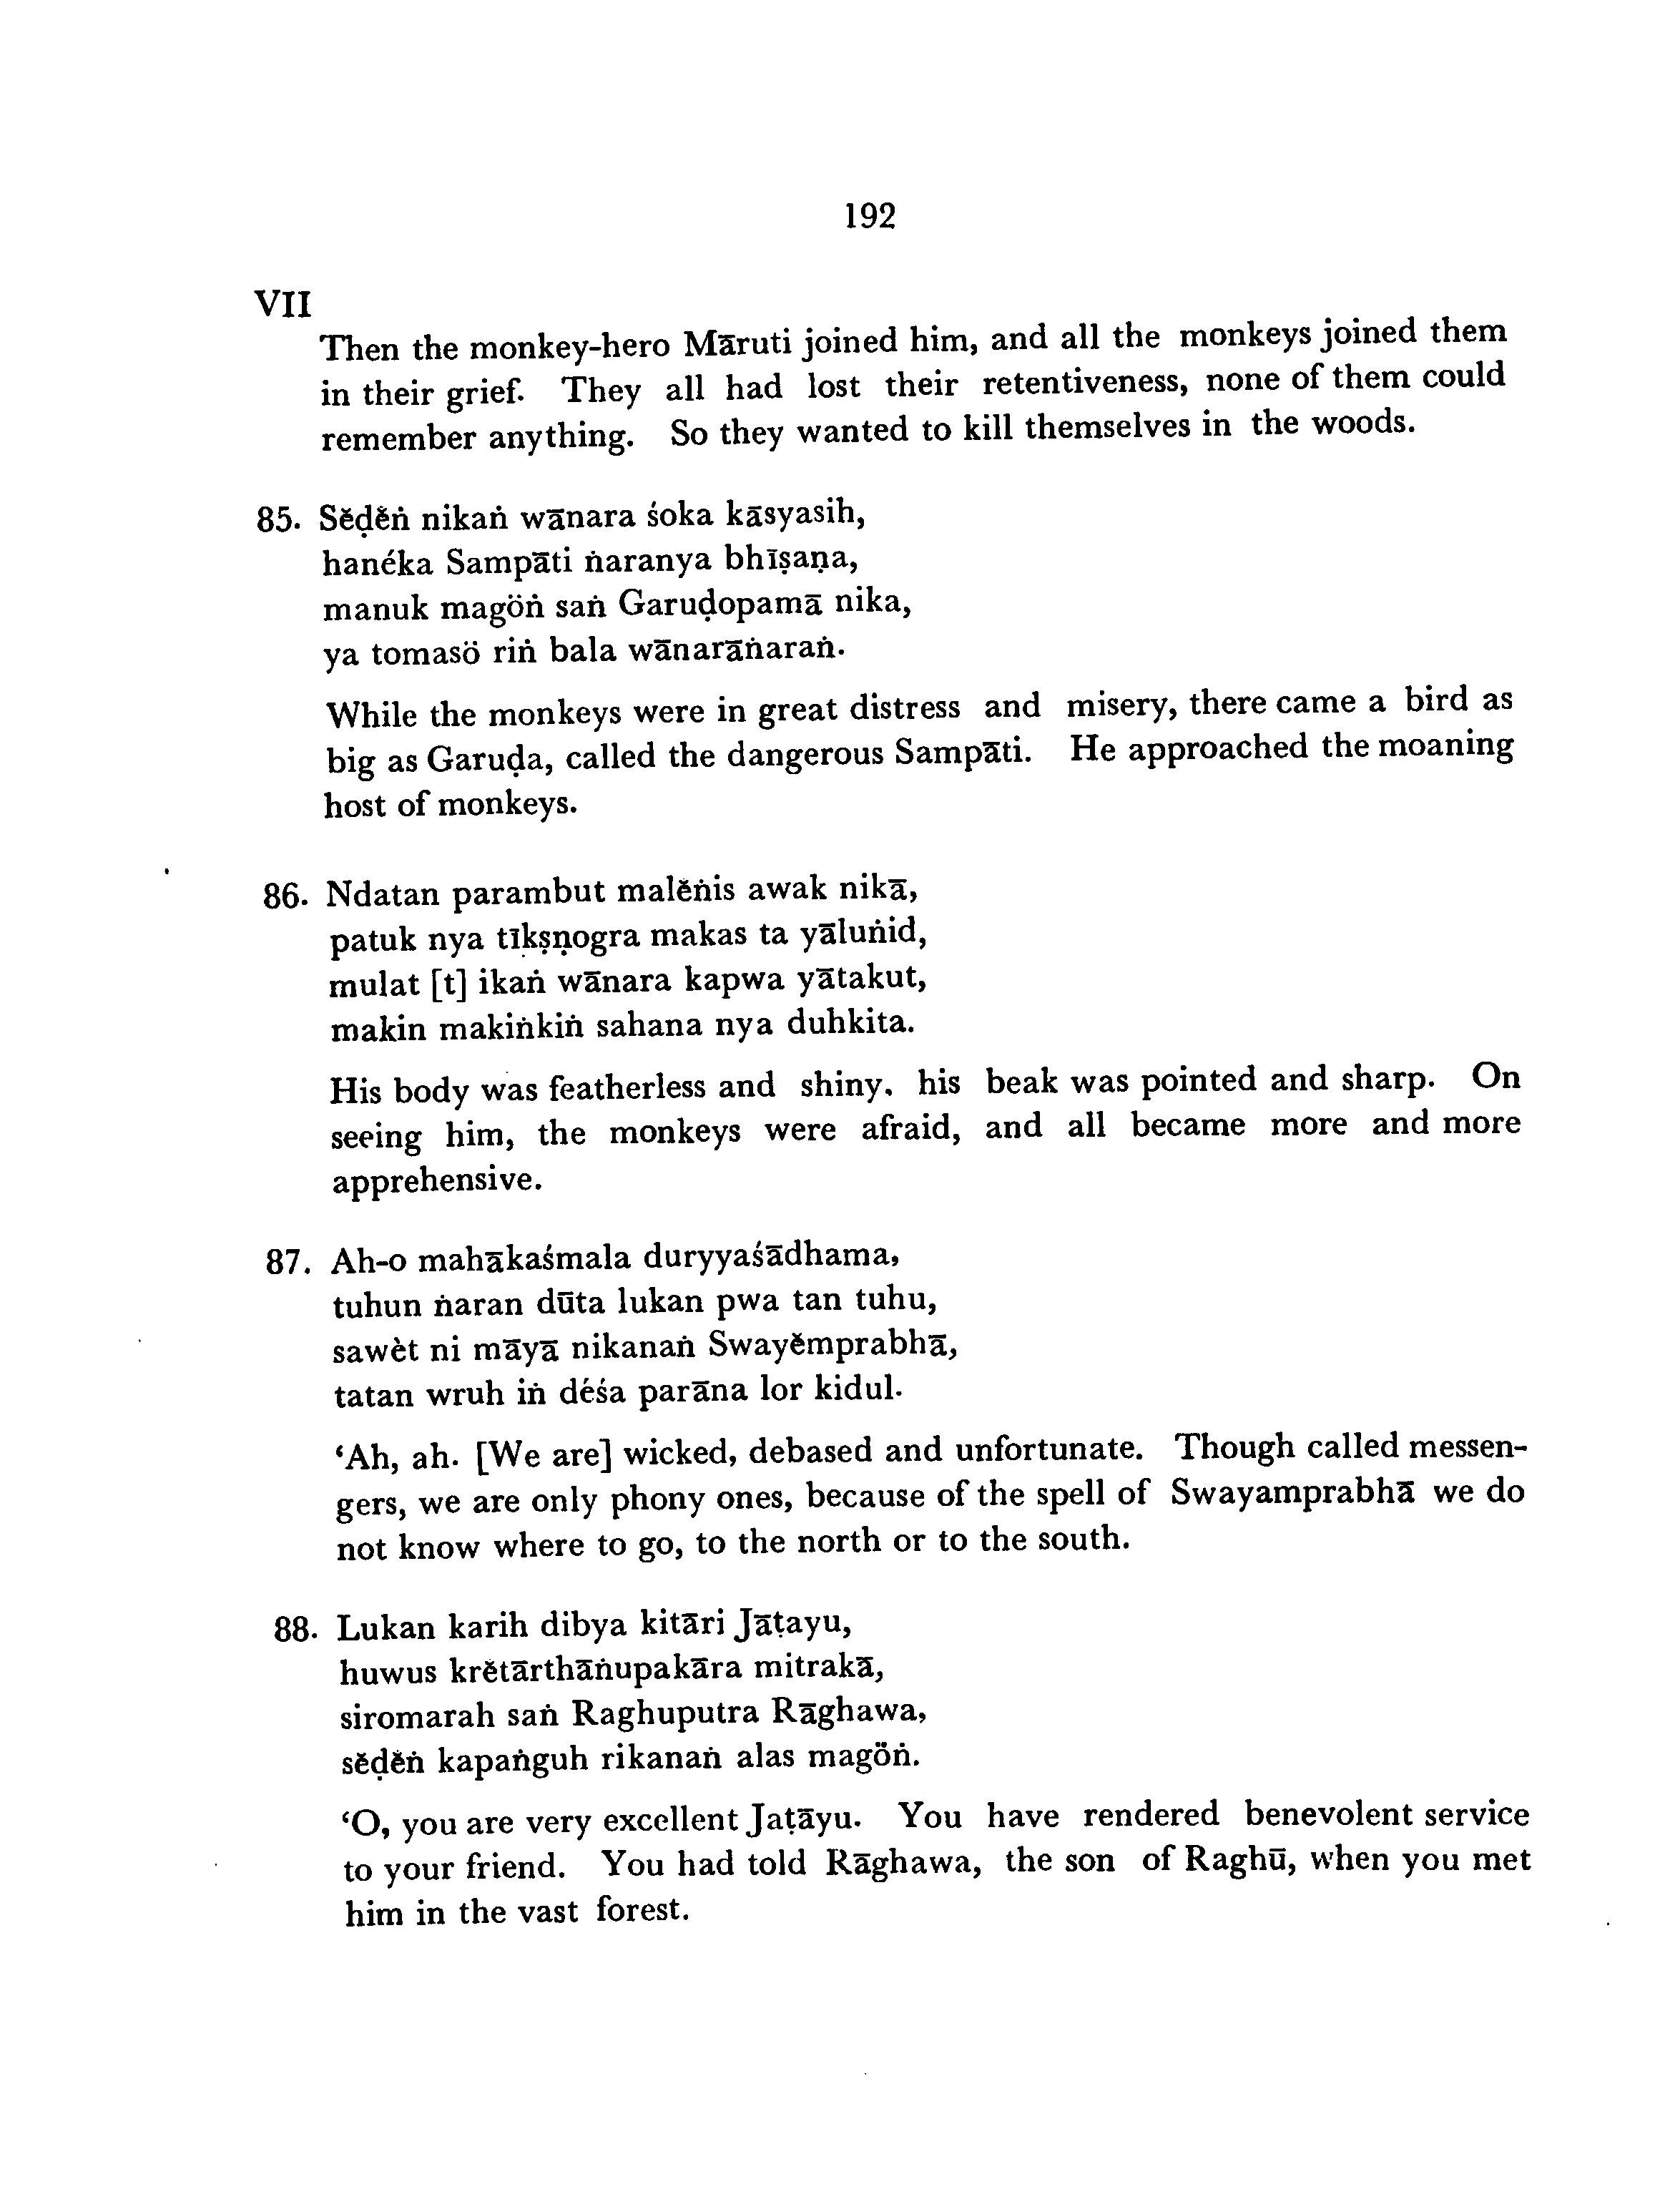 192
VII
Then the monkey-hero Māruti joined him, and all the monkeys joined them
in their grief. They all had lost their retentiveness, none of them could
remember anything. So they wanted to kill themselves in the woods.
85. Sĕḍĕṅ nikaṅ wānara śoka kāsyasih,
hanéka Sampāti ṅaranya bhīṣaṇa,
manuk magöṅ saṅ Garuḍopamā nika,
ya tomasö riṅ bala wānarāṅaraṅ.
While the monkeys were in great distress and misery, there came a bird as
big as Garuḍa, called the dangerous Sampāti. He approached the moaning
host of monkeys.
86. Ndatan parambut malĕṅis awak nikā,
patuk nya tīkṣṇogra makas ta yāluṅid,
mulat [t] ikaṅ wānara kapwa yātakut,
makin makiṅkiṅ sahana nya duhkita.
His body was featherless and shiny, his beak was pointed and sharp. On
seeing him, the monkeys were afraid, and all became more and more
apprehensive.
87. Ah-o mahākaśmala duryyaśādhama,
tuhun ṅaran dūta lukan pwa tan tuhu,
sawèt ni māyā nikanaṅ Swayĕmprabhā,
tatan wruh iṅ déśa parāna lor kidul.
‘Ah, ah. [We are] wicked, debased and unfortunate. Though called messen-
gers, we are only phony ones, because of the spell of Swayamprabhā we do
not know where to go, to the north or to the south.
88. Lukan karih dibya kitāri Jāṭayu,
huwus krĕtārthāṅupakāra mitrakā,
siromarah saṅ Raghuputra Rāghawa,
sĕḍĕṅ kapaṅguh rikanaṅ alas magöṅ.
‘O, you are very excellent Jaṭāyu. You have rendered benevolent service
to your friend. You had told Rāghawa, the son of Raghū, when you met
him in the vast forest.